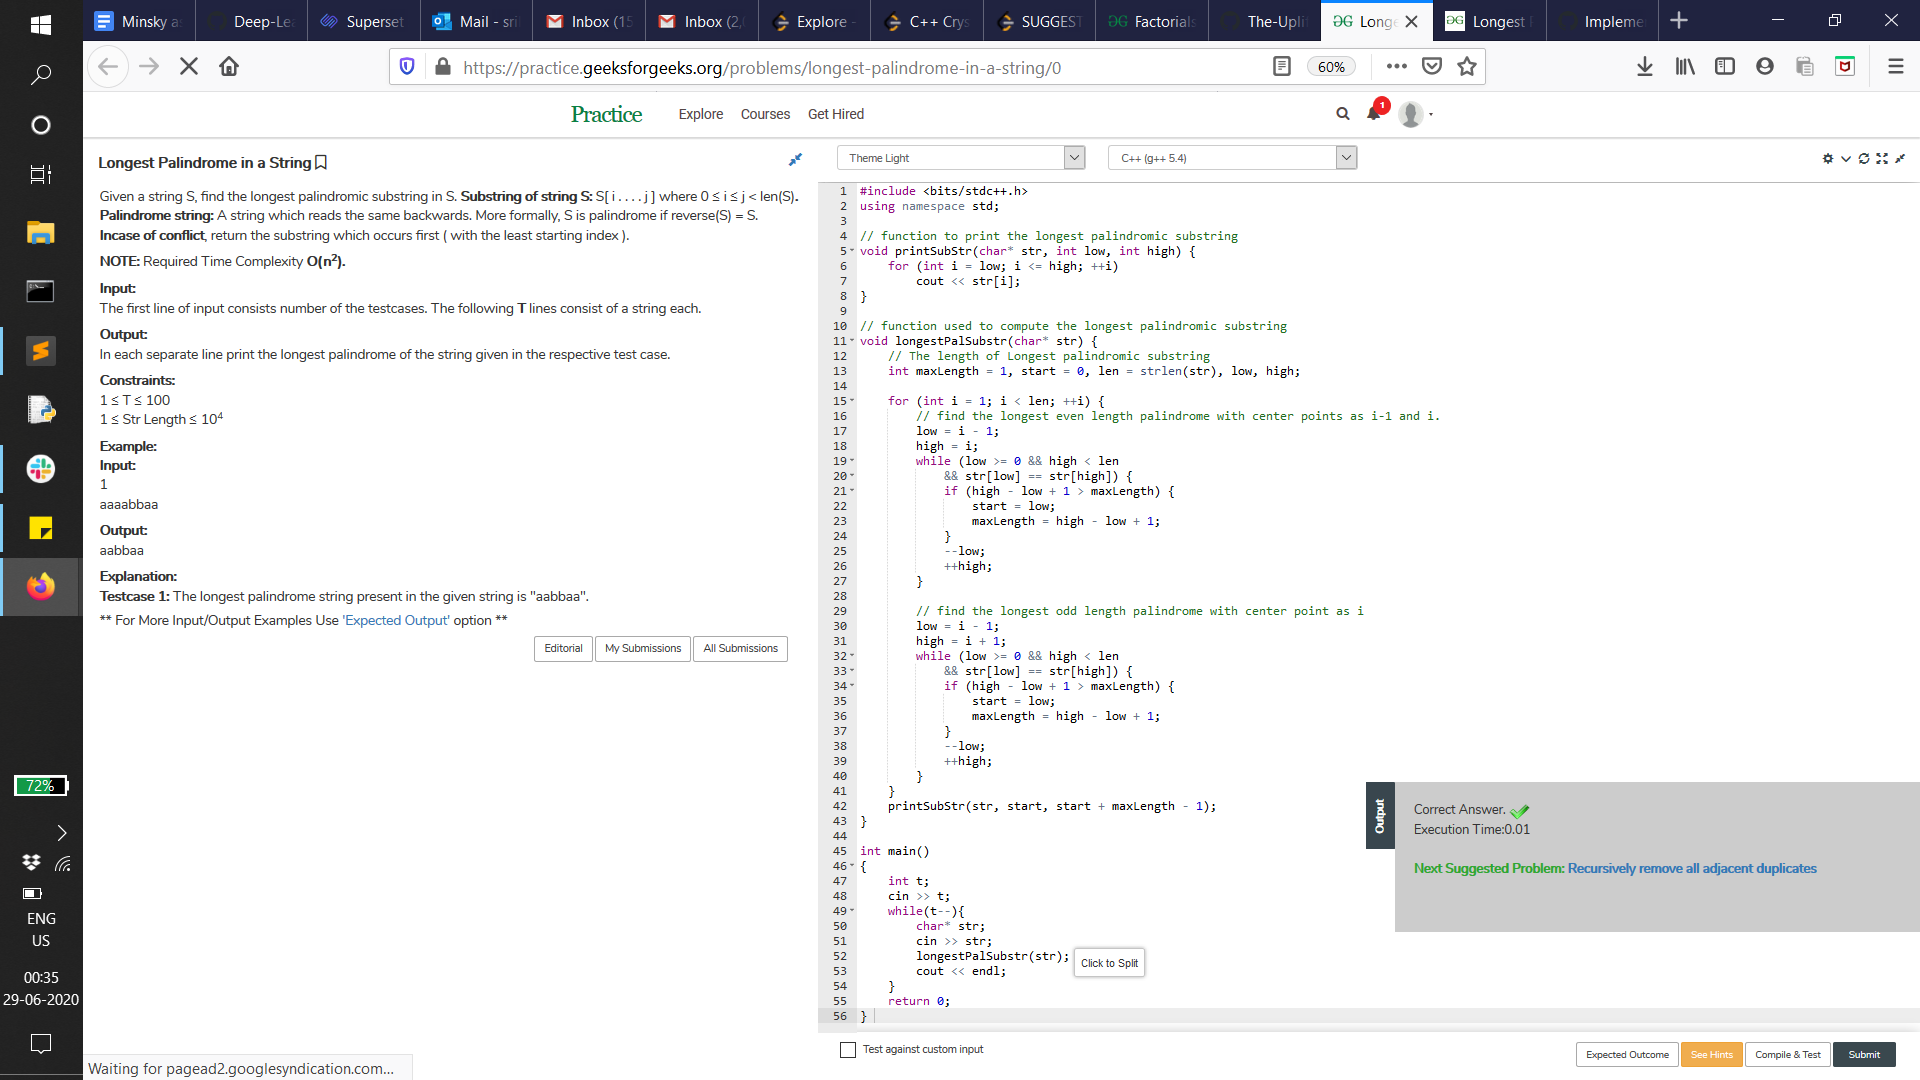 Minsky a
Deep-Le
Superset
Mail - sri
Inbox (15
Inbox (2,
Explore -
C++ Crys
SUGGEST
Factorials
The-Upli
Longe
Longest
Impleme
https://practice.geeksforgeeks.org/problems/longest-palindrome-in-a-string/0
60%
Practice
Explore
Courses
Get Hired
1
Longest Palindrome in a String
Given a string S, find the longest palindromic substring in S. Substring of string S: S[ i . . . . j ] where 0 ≤ i ≤ j < len(S).
Palindrome string: A string which reads the same backwards. More formally, S is palindrome if reverse(S) = S.
Incase of conflict, return the substring which occurs first ( with the least starting index ).
NOTE: Required Time Complexity O(n²).
Input:
The first line of input consists number of the testcases. The following T lines consist of a string each.
Output:
In each separate line print the longest palindrome of the string given in the respective test case.
Constraints:
1 ≤ T ≤ 100
1 ≤ Str Length ≤ 10⁴
Example:
Input:
1
aaaabbaa
Output:
aabbaa
Explanation:
Testcase 1: The longest palindrome string present in the given string is "aabbaa".
** For More Input/Output Examples Use 'Expected Output' option **
Editorial
My Submissions
All Submissions
Theme Light
C++ (g++ 5.4)
1 #include <bits/stdc++.h>
2 using namespace std;
3
4 // function to print the longest palindromic substring
5 void printSubStr(char* str, int low, int high) {
6     for (int i = low; i <= high; ++i)
7         cout << str[i];
8 }
9
10 // function used to compute the longest palindromic substring
11 void longestPalSubstr(char* str) {
12     // The length of Longest palindromic substring
13     int maxLength = 1, start = 0, len = strlen(str), low, high;
14
15     for (int i = 1; i < len; ++i) {
16         // find the longest even length palindrome with center points as i-1 and i.
17         low = i - 1;
18         high = i;
19         while (low >= 0 && high < len
20             && str[low] == str[high]) {
21             if (high - low + 1 > maxLength) {
22                 start = low;
23                 maxLength = high - low + 1;
24             }
25             --low;
26             ++high;
27         }
28
29         // find the longest odd length palindrome with center point as i
30         low = i - 1;
31         high = i + 1;
32         while (low >= 0 && high < len
33             && str[low] == str[high]) {
34             if (high - low + 1 > maxLength) {
35                 start = low;
36                 maxLength = high - low + 1;
37             }
38             --low;
39             ++high;
40         }
41     }
42     printSubStr(str, start, start + maxLength - 1);
43 }
44
45 int main()
46 {
47     int t;
48     cin >> t;
49     while(t--){
50         char* str;
51         cin >> str;
52         longestPalSubstr(str);
53         cout << endl;
54     }
55     return 0;
56 }
Click to Split
Output
Correct Answer.
Execution Time:0.01
Next Suggested Problem: Recursively remove all adjacent duplicates
Test against custom input
Expected Outcome
See Hints
Compile & Test
Submit
72%
ENG
US
00:35
29-06-2020
Waiting for pagead2.googlesyndication.com...